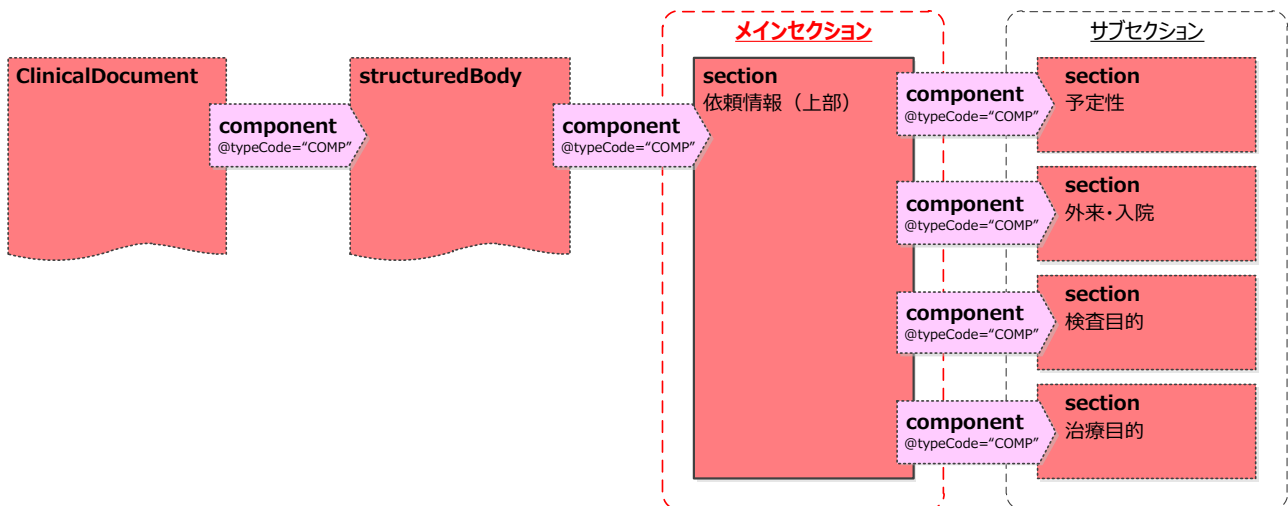 メインセクション
サブセクション
ClinicalDocument
component
@typeCode=“COMP”
structuredBody
component
@typeCode=“COMP”
section
依頼情報（上部）
component
@typeCode=“COMP”
section
予定性
component
@typeCode=“COMP”
section
外来・入院
component
@typeCode=“COMP”
section
検査目的
component
@typeCode=“COMP”
section
治療目的